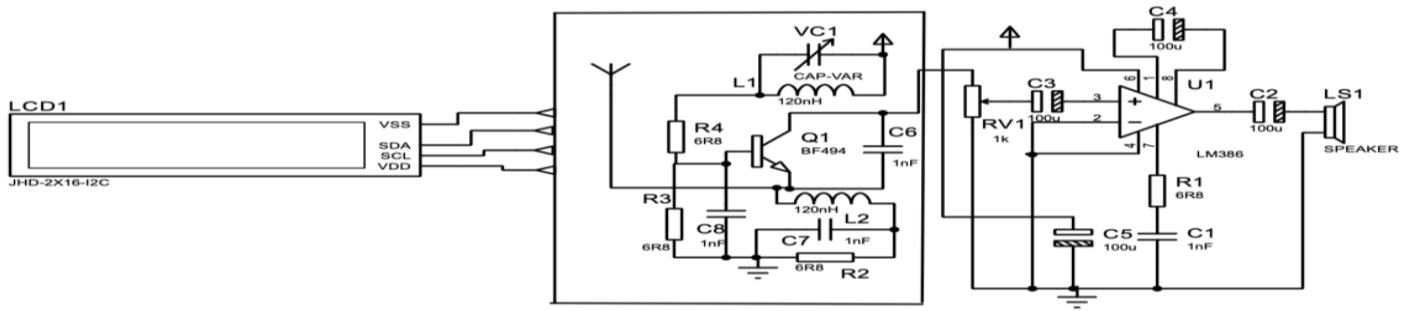 LCD1
VSS
SDA
SCL
VDD
JHD-2X16-I2C
VC1
CAP-VAR
L1
120nH
R4
6R8
Q1
BF494
C6
1nF
R3
6R8
C8
1nF
120nH
L2
C7
1nF
6R8
R2
RV1
1k
C3
100u
C4
100u
6
1
8
U1
3
2
5
4
7
LM386
C2
100u
LS1
SPEAKER
R1
6R8
C5
100u
C1
1nF